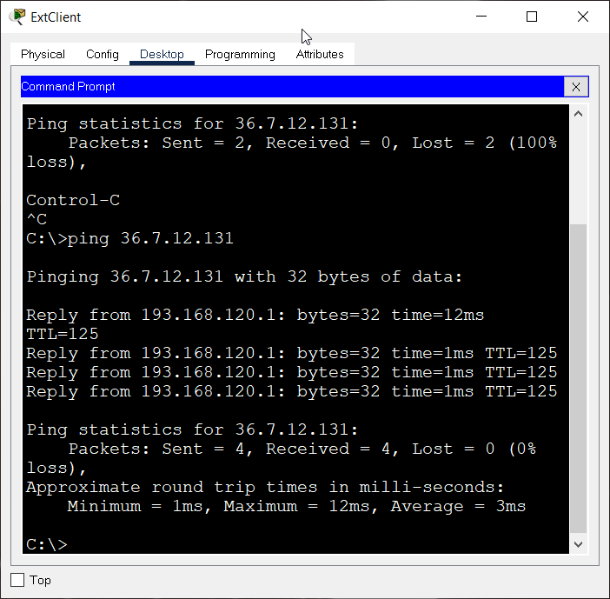 ExtClient
Physical Config Desktop Programming Attributes
Command Prompt X
Ping statistics for 36.7.12.131:
    Packets: Sent = 2, Received = 0, Lost = 2 (100%
loss),
Control-C
^C
C:\>ping 36.7.12.131
Pinging 36.7.12.131 with 32 bytes of data:
Reply from 193.168.120.1: bytes=32 time=12ms
TTL=125
Reply from 193.168.120.1: bytes=32 time=1ms TTL=125
Reply from 193.168.120.1: bytes=32 time=1ms TTL=125
Reply from 193.168.120.1: bytes=32 time=1ms TTL=125
Ping statistics for 36.7.12.131:
    Packets: Sent = 4, Received = 4, Lost = 0 (0%
loss),
Approximate round trip times in milli-seconds:
    Minimum = 1ms, Maximum = 12ms, Average = 3ms
C:\>
Top